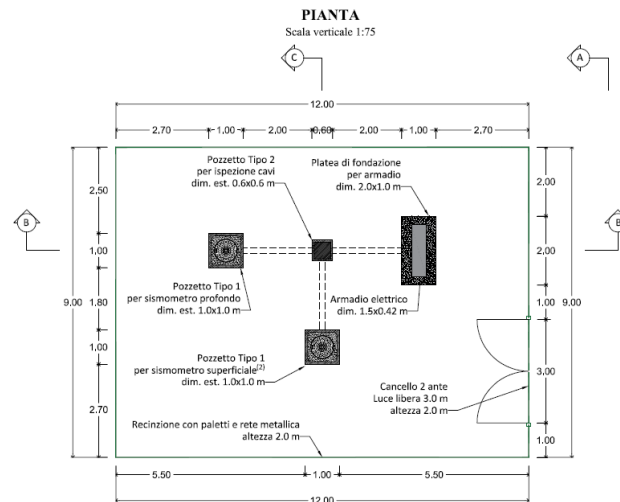 PIANTA
Scala verticale 1:75
C
A
12.00
2.70
1.00
2.00
0.60
2.00
1.00
2.70
Pozzetto Tipo 2
per ispezione cavi
dim. est. 0.6x0.6 m
Platea di fondazione
per armadio
dim. 2.0x1.0 m
2.50
2.00
B
B
1.00
2.00
Pozzetto Tipo 1
per sismometro profondo
dim. est. 1.0x1.0 m
Armadio elettrico
dim. 1.5x0.42 m
9.00
1.80
1.00
9.00
1.00
Pozzetto Tipo 1
per sismometro superficiale(2)
dim. est. 1.0x1.0 m
3.00
Cancello 2 ante
Luce libera 3.0 m
altezza 2.0 m
2.70
Recinzione con paletti e rete metallica
altezza 2.0 m
1.00
5.50
1.00
5.50
12.00